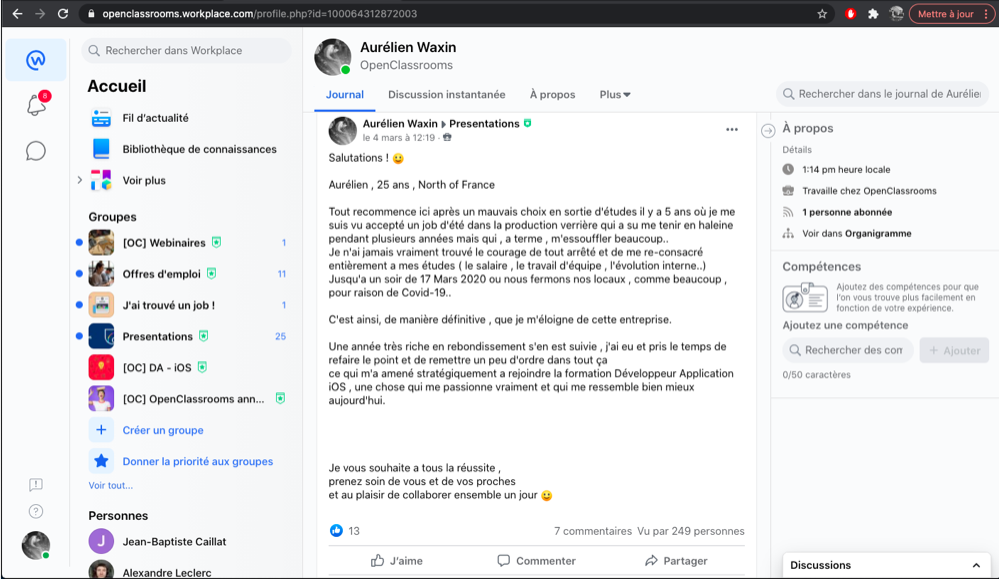 openclassrooms.workplace.com/profile.php?id=100064312872003
Mettre à jour
Rechercher dans Workplace
8
Accueil
Fil d'actualité
Bibliothèque de connaissances
Voir plus
Groupes
[OC] Webinaires 1
Offres d'emploi 11
J'ai trouvé un job ! 1
Presentations 25
[OC] DA - iOS
[OC] OpenClassrooms ann...
Créer un groupe
Donner la priorité aux groupes
Voir tout...
Personnes
J Jean-Baptiste Caillat
Alexandre Leclerc
Aurélien Waxin
OpenClassrooms
Journal Discussion instantanée À propos Plus
Rechercher dans le journal de Aurélien
Aurélien Waxin Presentations
le 4 mars à 12:19 ·
Salutations ! 😀
Aurélien , 25 ans , North of France
Tout recommence ici après un mauvais choix en sortie d'études il y a 5 ans où je me
suis vu accepté un job d'été dans la production verrière qui a su me tenir en haleine
pendant plusieurs années mais qui , a terme , m'essouffler beaucoup..
Je n'ai jamais vraiment trouvé le courage de tout arrêté et de me re-consacré
entièrement a mes études ( le salaire , le travail d'équipe , l'évolution interne..)
Jusqu'a un soir de 17 Mars 2020 ou nous fermons nos locaux , comme beaucoup ,
pour raison de Covid-19..
C'est ainsi, de manière définitive , que je m'éloigne de cette entreprise.
Une année très riche en rebondissement s'en est suivie , j'ai eu et pris le temps de
refaire le point et de remettre un peu d'ordre dans tout ça
ce qui m'a amené stratégiquement a rejoindre la formation Développeur Application
iOS , une chose qui me passionne vraiment et qui me ressemble bien mieux
aujourd'hui.
Je vous souhaite a tous la réussite ,
prenez soin de vous et de vos proches
et au plaisir de collaborer ensemble un jour 😀
13 7 commentaires Vu par 249 personnes
J'aime Commenter Partager
À propos
Détails
1:14 pm heure locale
Travaille chez OpenClassrooms
1 personne abonnée
Voir dans Organigramme
Compétences
Ajoutez des compétences pour que
l'on vous trouve plus facilement en
fonction de votre expérience.
Ajoutez une compétence
Rechercher des com
+ Ajouter
0/50 caractères
Discussions